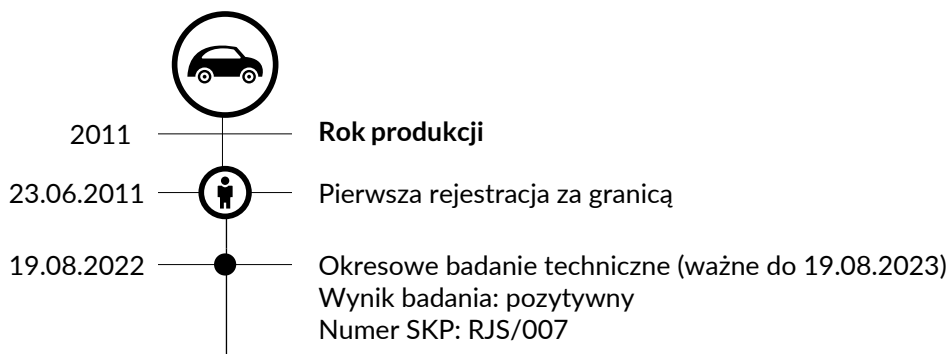 2011 Rok produkcji
23.06.2011 Pierwsza rejestracja za granicą
19.08.2022 Okresowe badanie techniczne (ważne do 19.08.2023)
Wynik badania: pozytywny
Numer SKP: RJS/007